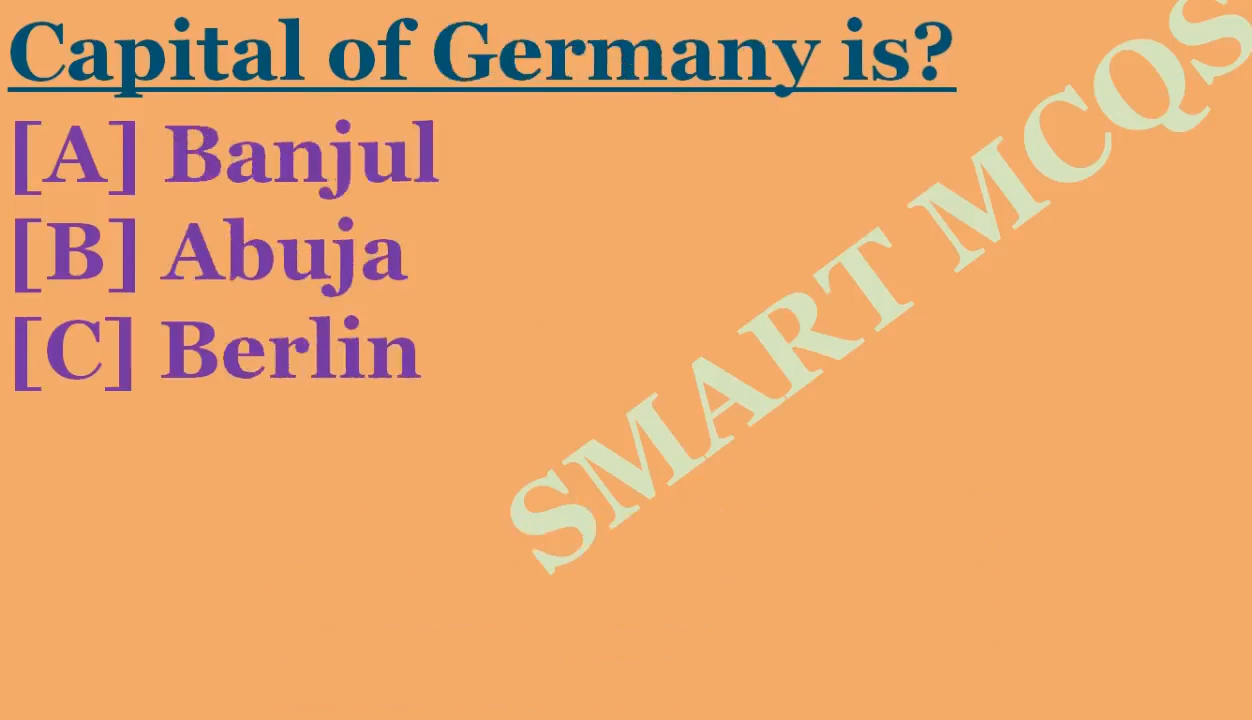 Capital of Germany is?
[A] Banjul
[B] Abuja
[C] Berlin
SMART MCQS